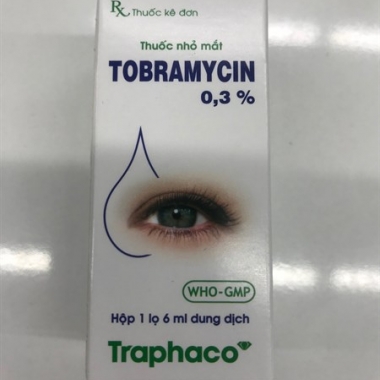 Rx Thuốc kê đơn
Thuốc nhỏ mắt
TOBRAMYCIN
0,3 %
WHO-GMP
Hộp 1 lọ 6 ml dung dịch
Traphaco